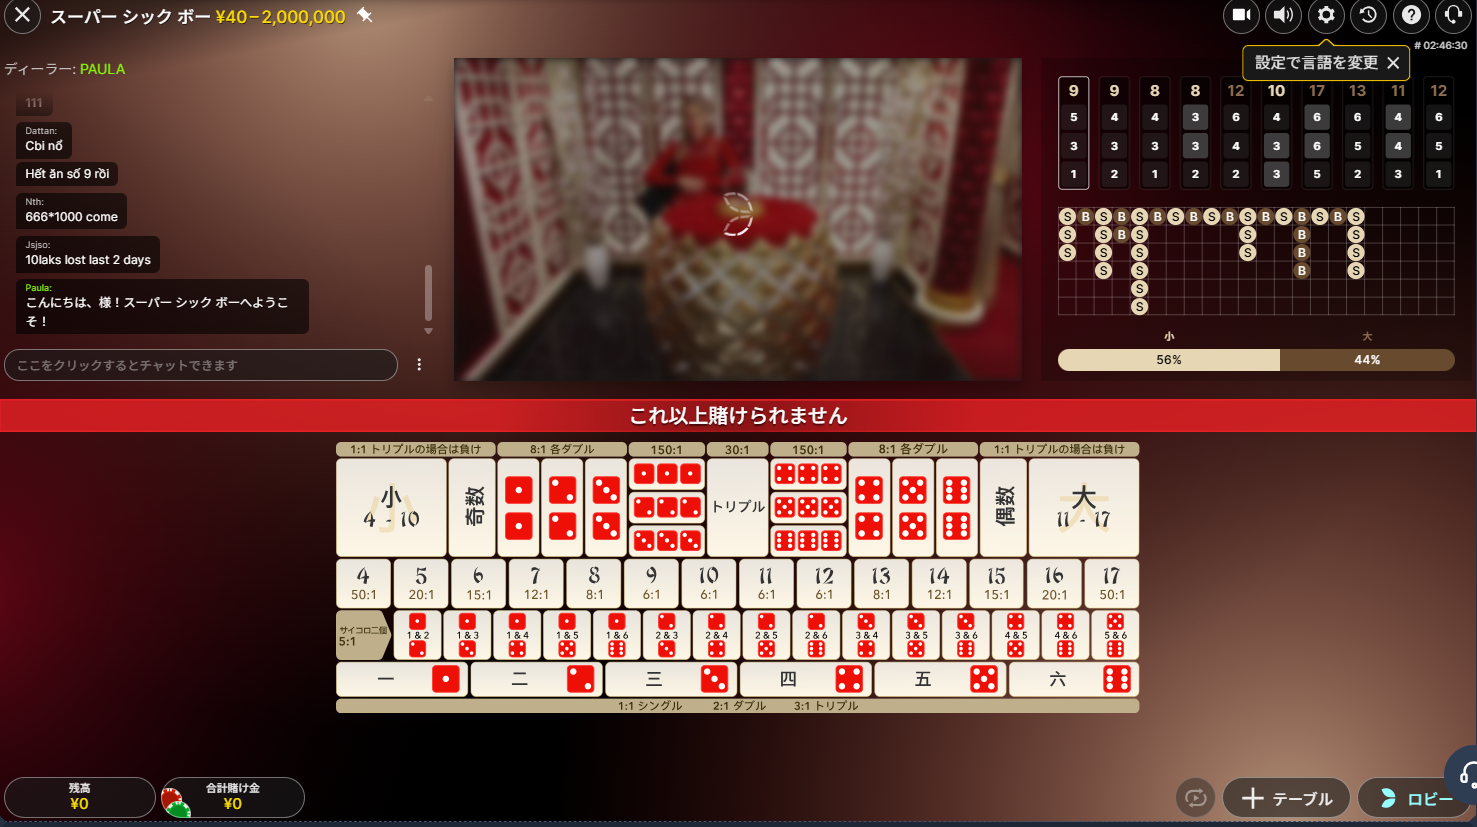 スーパー シック ボー ¥40–2,000,000
# 02:46:30
設定で言語を変更
ディーラー: PAULA
111
Dattan:
Cbi nổ
Hết ăn số 9 rồi
Nth:
666*1000 come
Jsjso:
10laks lost last 2 days
Paula:
こんにちは、様！スーパー シック ボーへようこ
そ！
ここをクリックするとチャットできます
9 9 8 8 12 10 17 13 11 12
5 4 4 3 6 4 6 6 4 6
3 3 3 3 4 3 6 5 4 5
1 2 1 2 2 3 5 2 3 1
S B S B S B S B S B S B S B S B S
S S B S S B S
S S S S B S
S S B S
S
S
小 大
56% 44%
これ以上賭けられません
1:1 トリプルの場合は負け 8:1 各ダブル 150:1 30:1 150:1 8:1 各ダブル 1:1 トリプルの場合は負け
小 4 - 10
奇数
トリプル
偶数
大 11 - 17
4 5 6 7 8 9 10 11 12 13 14 15 16 17
50:1 20:1 15:1 12:1 8:1 6:1 6:1 6:1 6:1 8:1 12:1 15:1 20:1 50:1
サイコロ二個
5:1
1 & 2 1 & 3 1 & 4 1 & 5 1 & 6 2 & 3 2 & 4 2 & 5 2 & 6 3 & 4 3 & 5 3 & 6 4 & 5 4 & 6 5 & 6
一 二 三 四 五 六
1:1 シングル 2:1 ダブル 3:1 トリプル
残高
¥0
合計賭け金
¥0
テーブル
ロビー